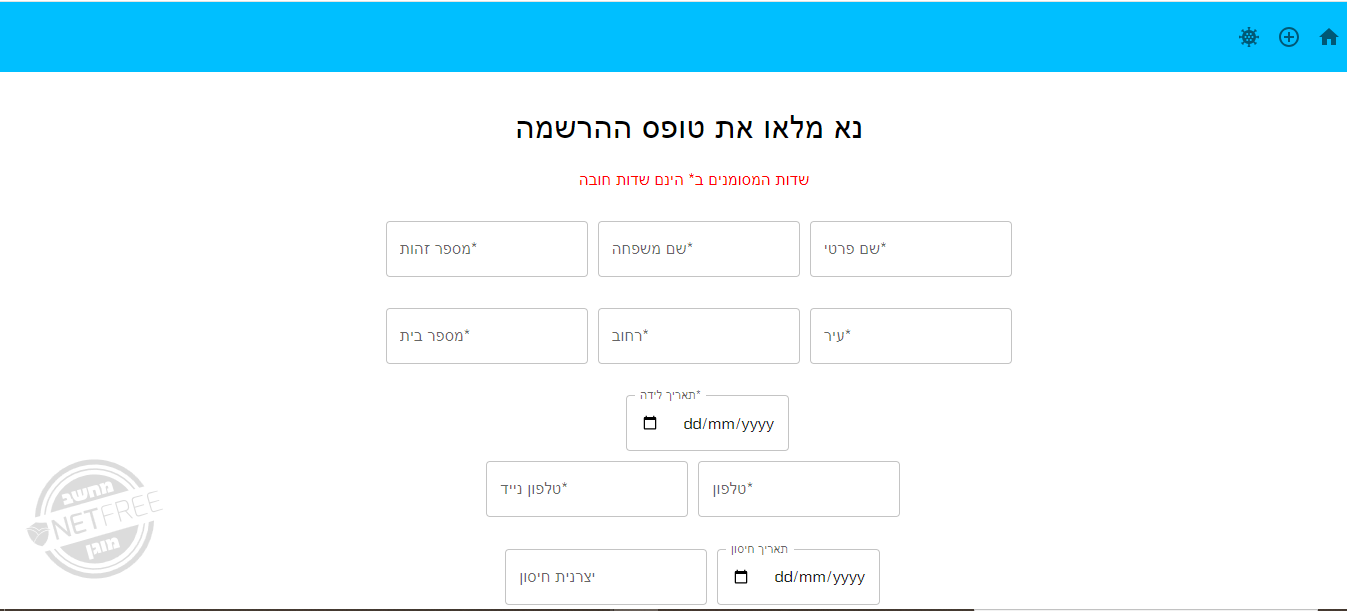 נא מלאו את טופס ההרשמה
שדות המסומנים ב* הינם שדות חובה
שם פרטי*
שם משפחה*
מספר זהות*
עיר*
רחוב*
מספר בית*
תאריך לידה*
dd/mm/yyyy
טלפון*
טלפון נייד*
תאריך חיסון
dd/mm/yyyy
יצרנית חיסון
מחשב
NETFREE
מוגן